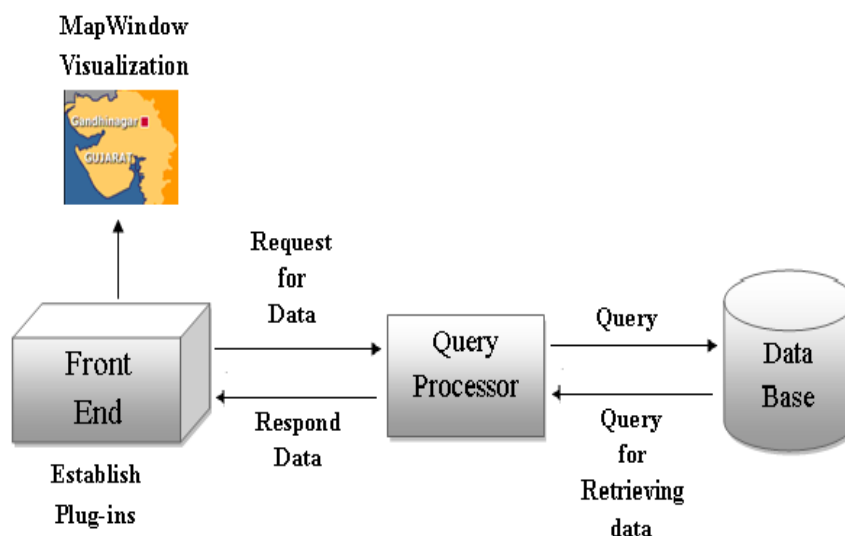 MapWindow
Visualization
Gandhinagar
GUJARAT
Request
for
Data
Front
End
Respond
Data
Establish
Plug-ins
Query
Processor
Query
Query
for
Retrieving
data
Data
Base